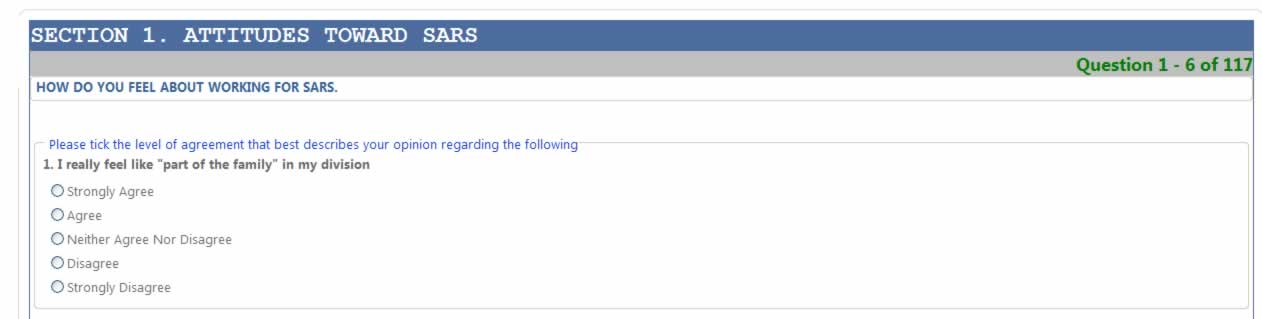 SECTION 1. ATTITUDES TOWARD SARS
Question 1 - 6 of 117
HOW DO YOU FEEL ABOUT WORKING FOR SARS.
Please tick the level of agreement that best describes your opinion regarding the following
1. I really feel like "part of the family" in my division
Strongly Agree
Agree
Neither Agree Nor Disagree
Disagree
Strongly Disagree